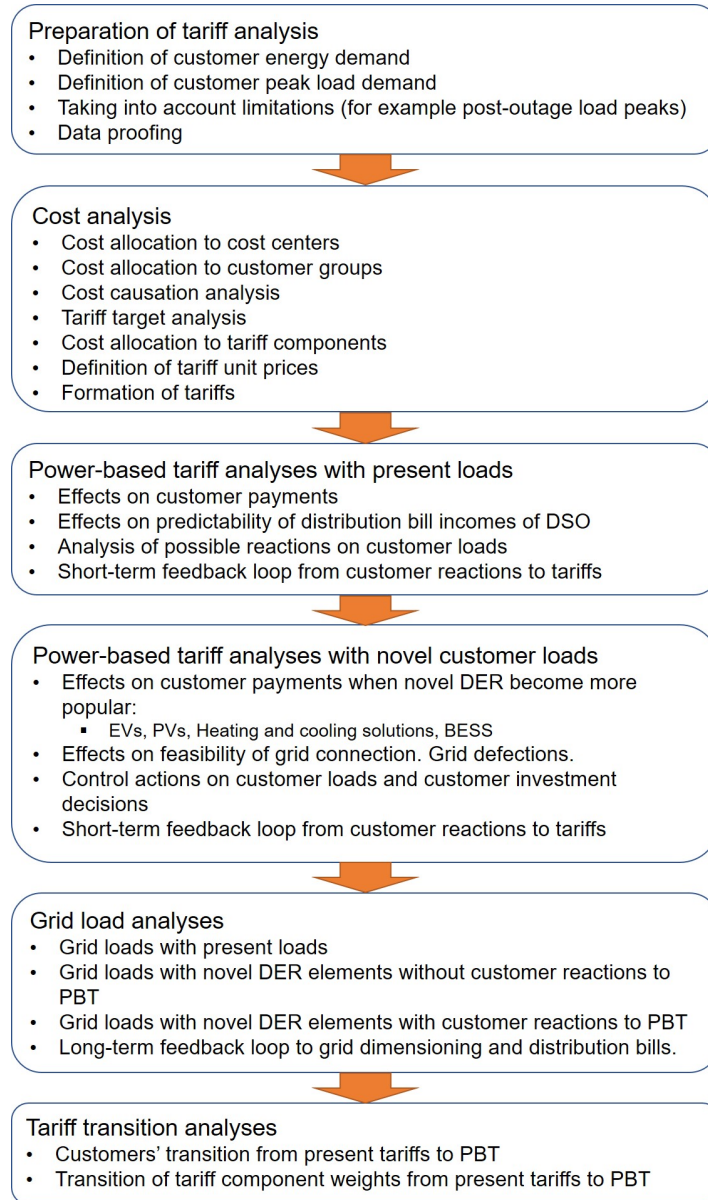 Preparation of tariff analysis
• Definition of customer energy demand
• Definition of customer peak load demand
• Taking into account limitations (for example post-outage load peaks)
• Data proofing
Cost analysis
• Cost allocation to cost centers
• Cost allocation to customer groups
• Cost causation analysis
• Tariff target analysis
• Cost allocation to tariff components
• Definition of tariff unit prices
• Formation of tariffs
Power-based tariff analyses with present loads
• Effects on customer payments
• Effects on predictability of distribution bill incomes of DSO
• Analysis of possible reactions on customer loads
• Short-term feedback loop from customer reactions to tariffs
Power-based tariff analyses with novel customer loads
• Effects on customer payments when novel DER become more
popular:
▪ EVs, PVs, Heating and cooling solutions, BESS
• Effects on feasibility of grid connection. Grid defections.
• Control actions on customer loads and customer investment
decisions
• Short-term feedback loop from customer reactions to tariffs
Grid load analyses
• Grid loads with present loads
• Grid loads with novel DER elements without customer reactions to
PBT
• Grid loads with novel DER elements with customer reactions to PBT
• Long-term feedback loop to grid dimensioning and distribution bills.
Tariff transition analyses
• Customers’ transition from present tariffs to PBT
• Transition of tariff component weights from present tariffs to PBT